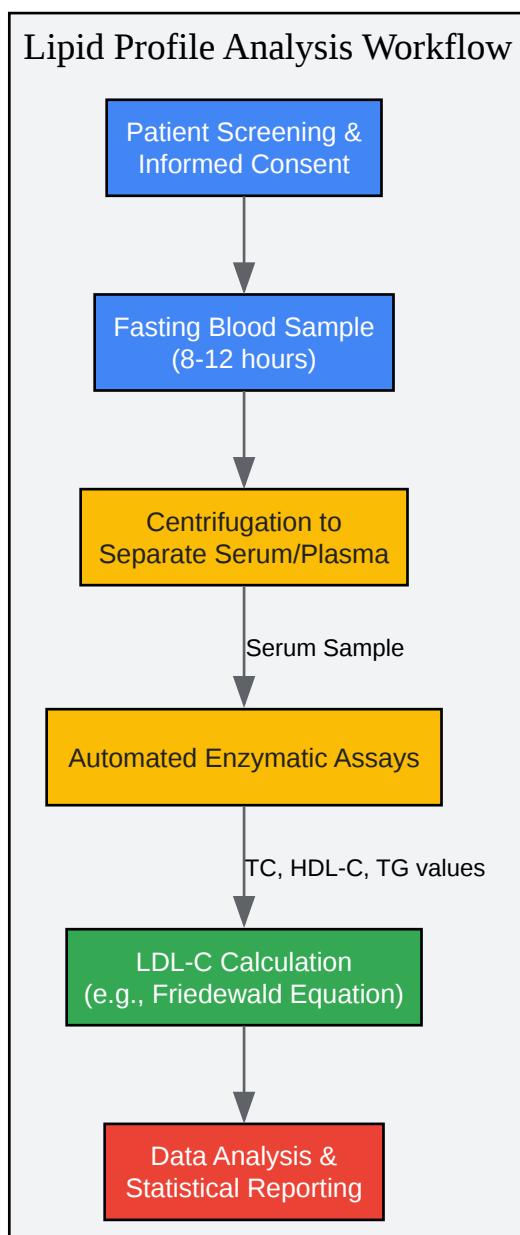 Lipid Profile Analysis Workflow
Patient Screening &
Informed Consent
Fasting Blood Sample
(8-12 hours)
Centrifugation to
Separate Serum/Plasma
Serum Sample
Automated Enzymatic Assays
TC, HDL-C, TG values
LDL-C Calculation
(e.g., Friedewald Equation)
Data Analysis &
Statistical Reporting